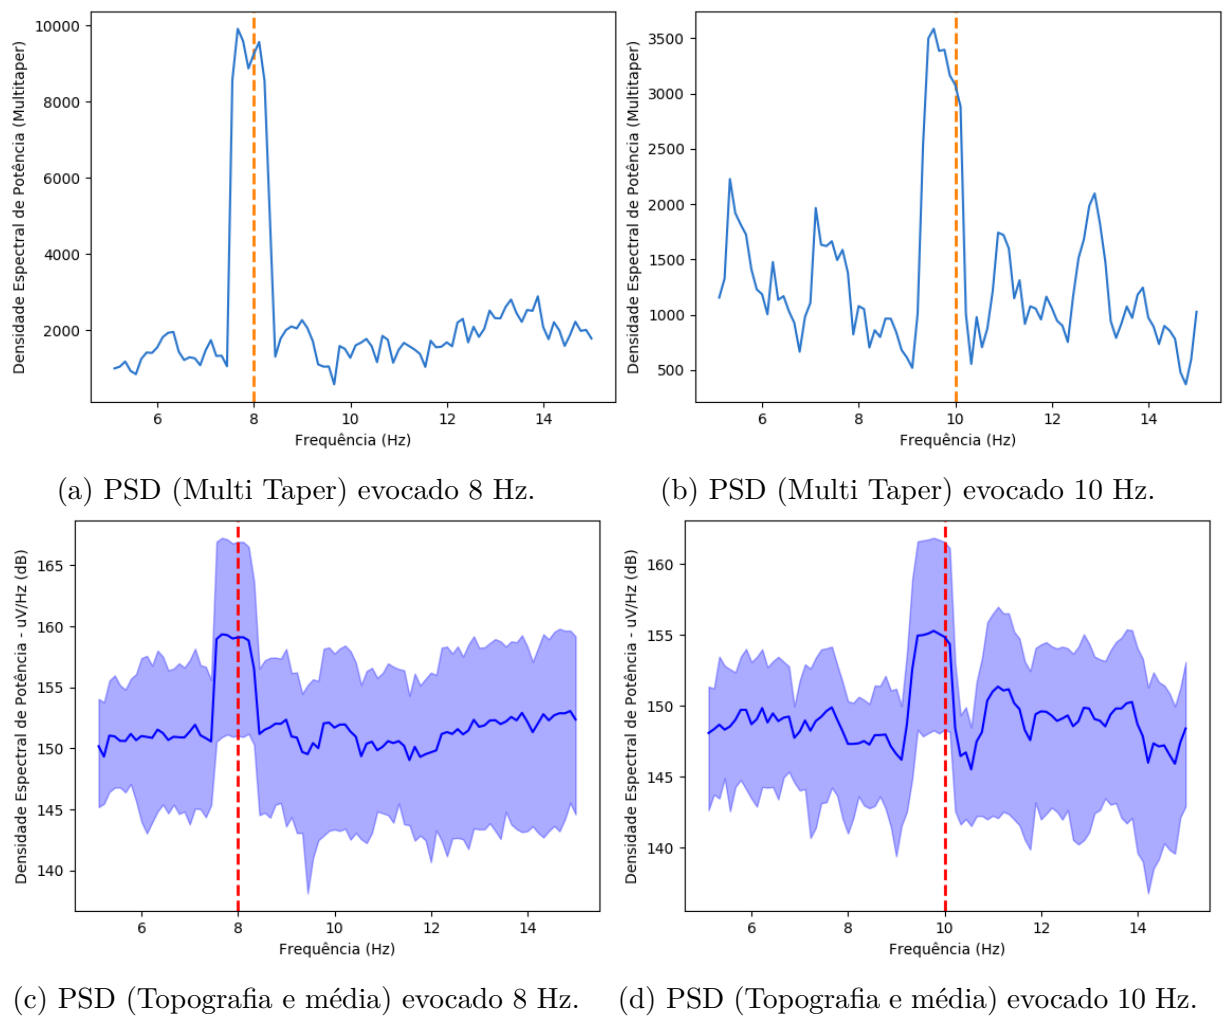 Densidade Espectral de Potência (Multitaper)
10000
8000
6000
4000
2000
6 8 10 12 14
Frequência (Hz)
Densidade Espectral de Potência (Multitaper)
3500
3000
2500
2000
1500
1000
500
6 8 10 12 14
Frequência (Hz)
(a) PSD (Multi Taper) evocado 8 Hz.
(b) PSD (Multi Taper) evocado 10 Hz.
Densidade Espectral de Potência - uV/Hz (dB)
165
160
155
150
145
140
6 8 10 12 14
Frequência (Hz)
Densidade Espectral de Potência - uV/Hz (dB)
160
155
150
145
140
6 8 10 12 14
Frequência (Hz)
(c) PSD (Topografia e média) evocado 8 Hz.
(d) PSD (Topografia e média) evocado 10 Hz.